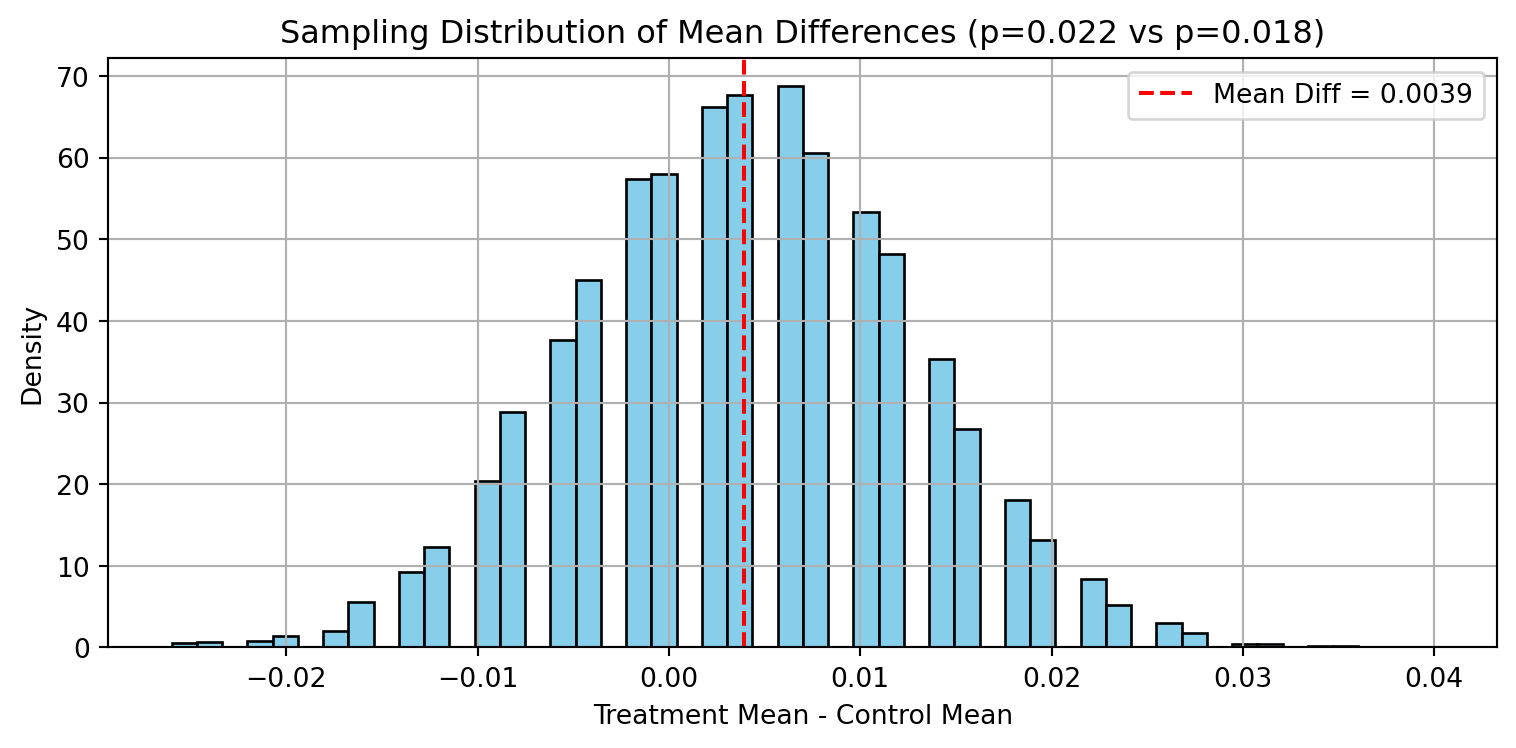 Sampling Distribution of Mean Differences (p=0.022 vs p=0.018)
Mean Diff = 0.0039
70
60
50
40
30
20
10
0
Density
−0.02 −0.01 0.00 0.01 0.02 0.03 0.04
Treatment Mean - Control Mean